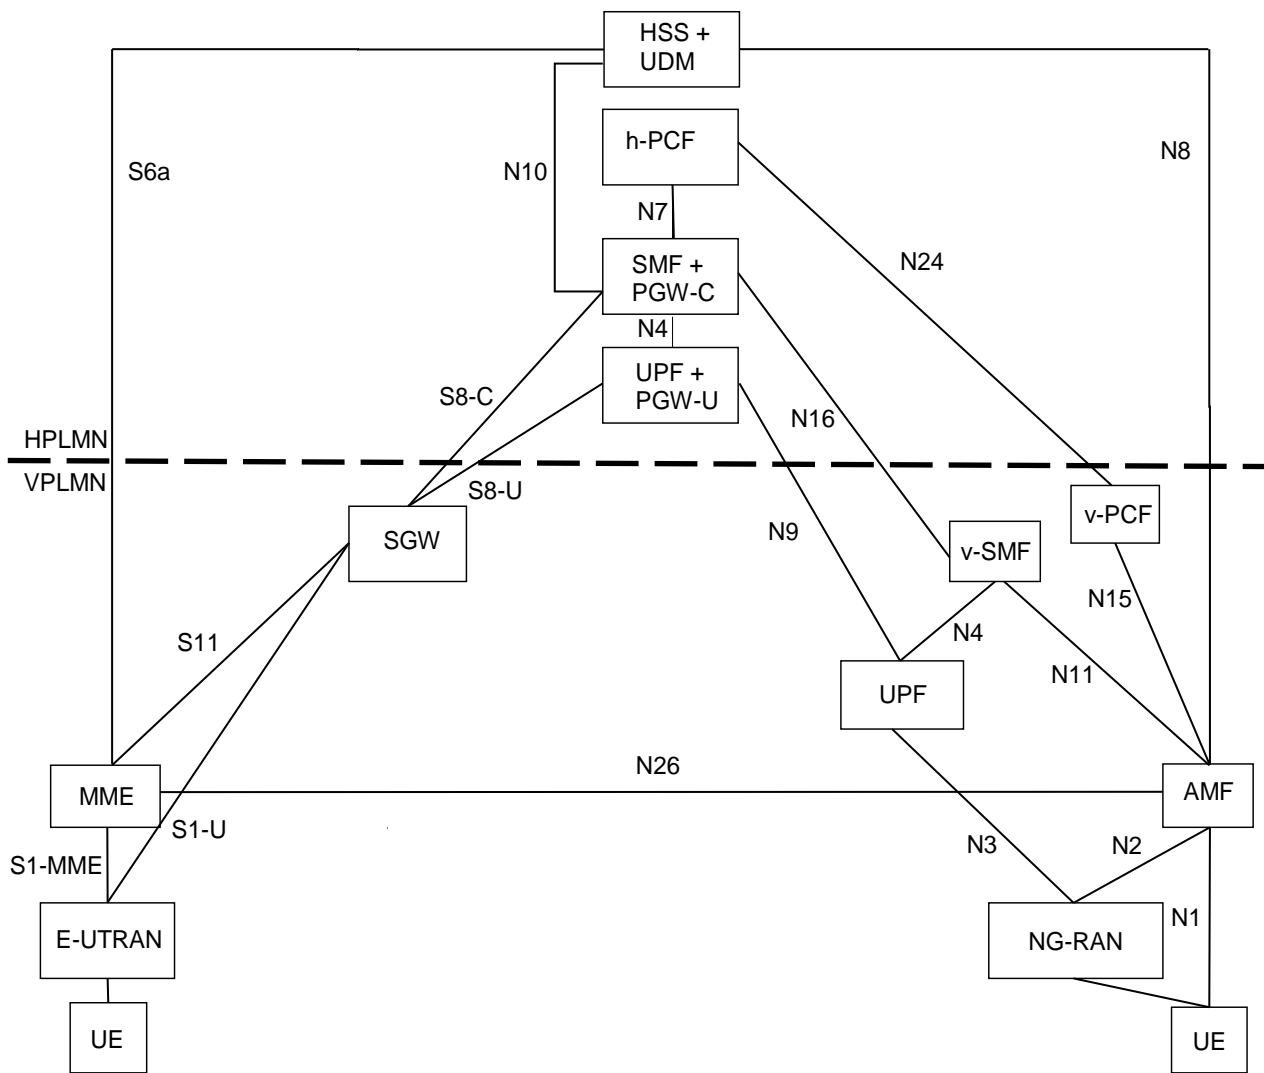 HSS +
UDM
h-PCF
S6a
N10
N8
N7
SMF +
PGW-C
N24
N4
UPF +
PGW-U
S8-C
N16
HPLMN
VPLMN
S8-U
v-PCF
SGW
N9
v-SMF
N15
S11
N4
N11
UPF
N26
MME
AMF
S1-U
N3
N2
S1-MME
E-UTRAN
NG-RAN
N1
UE
UE